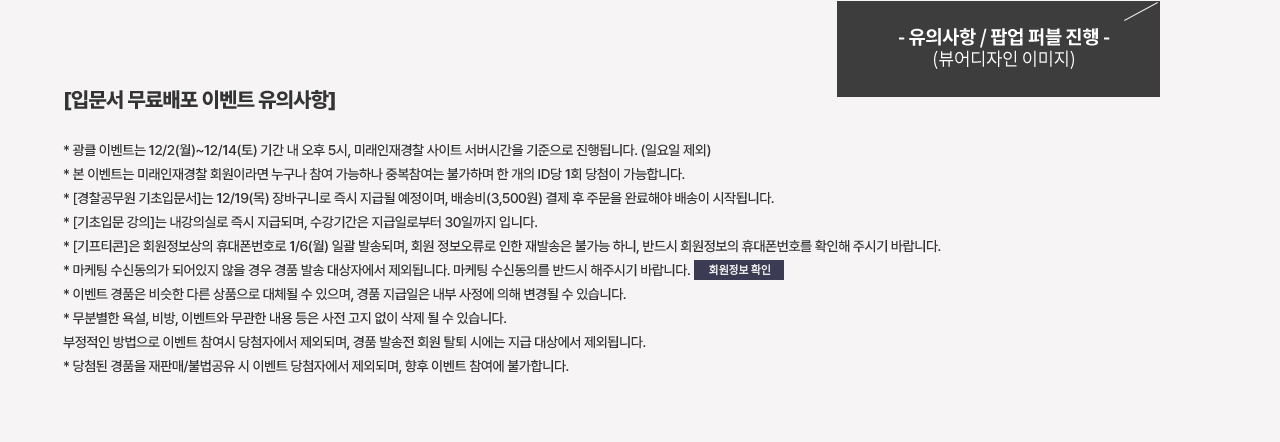 - 유의사항 / 팝업 퍼블 진행 -
(뷰어디자인 이미지)
[입문서 무료배포 이벤트 유의사항]
* 광클 이벤트는 12/2(월)~12/14(토) 기간 내 오후 5시, 미래인재경찰 사이트 서버시간을 기준으로 진행됩니다. (일요일 제외)
* 본 이벤트는 미래인재경찰 회원이라면 누구나 참여 가능하나 중복참여는 불가하며 한 개의 ID당 1회 당첨이 가능합니다.
* [경찰공무원 기초입문서]는 12/19(목) 장바구니로 즉시 지급될 예정이며, 배송비(3,500원) 결제 후 주문을 완료해야 배송이 시작됩니다.
* [기초입문 강의]는 내강의실로 즉시 지급되며, 수강기간은 지급일로부터 30일까지 입니다.
* [기프티콘]은 회원정보상의 휴대폰번호로 1/6(월) 일괄 발송되며, 회원 정보오류로 인한 재발송은 불가능 하니, 반드시 회원정보의 휴대폰번호를 확인해 주시기 바랍니다.
* 마케팅 수신동의가 되어있지 않을 경우 경품 발송 대상자에서 제외됩니다. 마케팅 수신동의를 반드시 해주시기 바랍니다. 회원정보 확인
* 이벤트 경품은 비슷한 다른 상품으로 대체될 수 있으며, 경품 지급일은 내부 사정에 의해 변경될 수 있습니다.
* 무분별한 욕설, 비방, 이벤트와 무관한 내용 등은 사전 고지 없이 삭제 될 수 있습니다.
부정적인 방법으로 이벤트 참여시 당첨자에서 제외되며, 경품 발송전 회원 탈퇴 시에는 지급 대상에서 제외됩니다.
* 당첨된 경품을 재판매/불법공유 시 이벤트 당첨자에서 제외되며, 향후 이벤트 참여에 불가합니다.